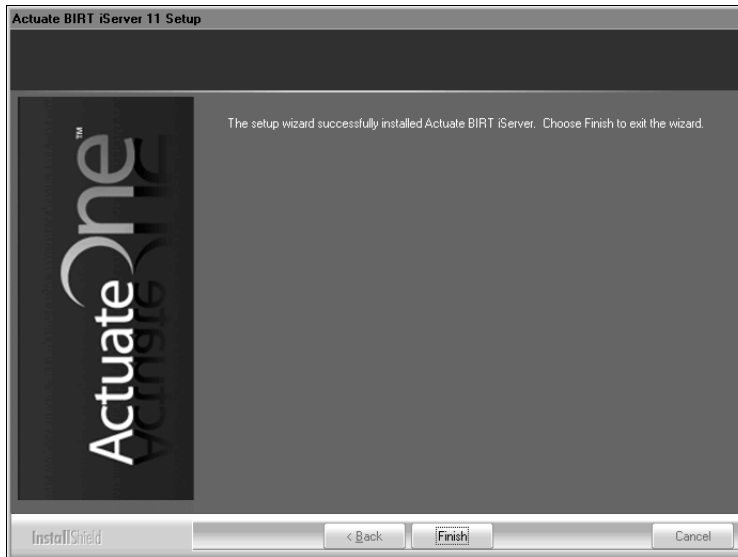 Actuate BIRT iServer 11 Setup
The setup wizard successfully installed Actuate BIRT iServer. Choose Finish to exit the wizard.
ActuateOne™
InstallShield
< Back
Finish
Cancel